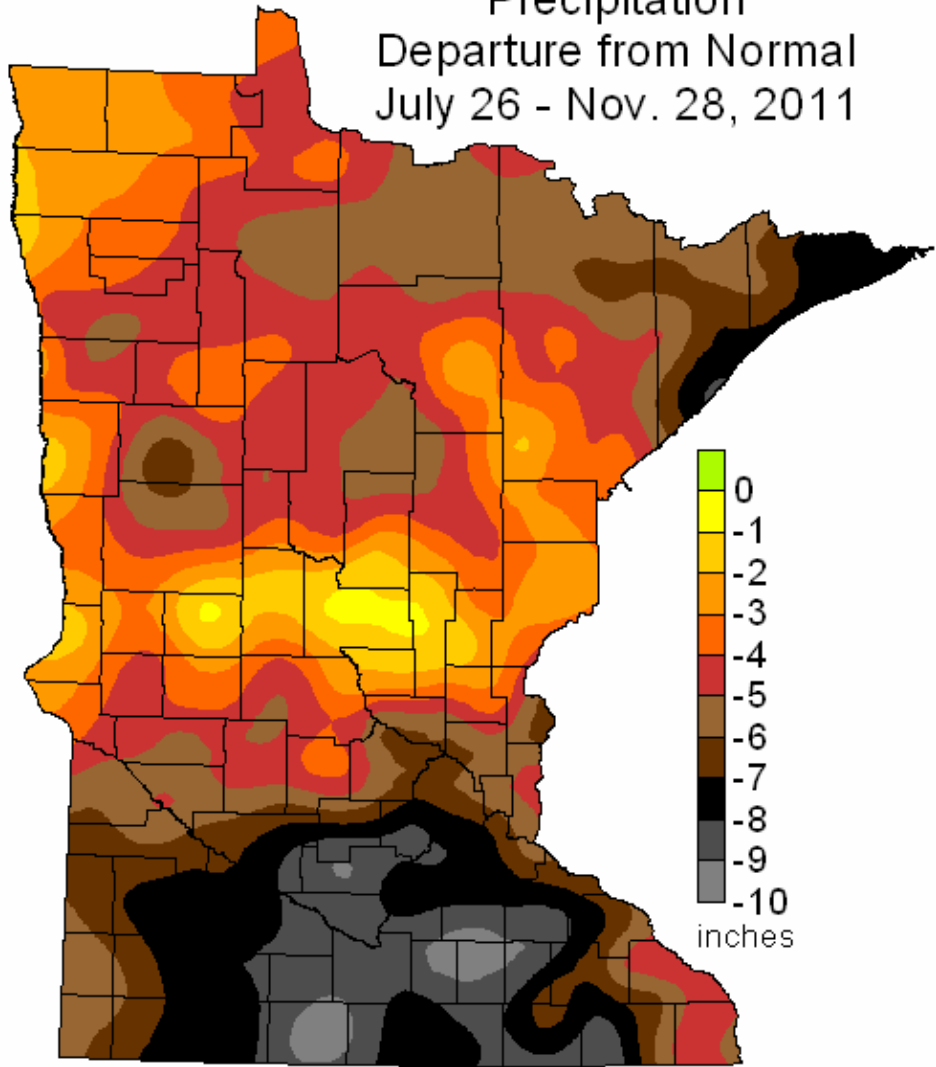 Precipitation
Departure from Normal
July 26 - Nov. 28, 2011
0
-1
-2
-3
-4
-5
-6
-7
-8
-9
-10
inches